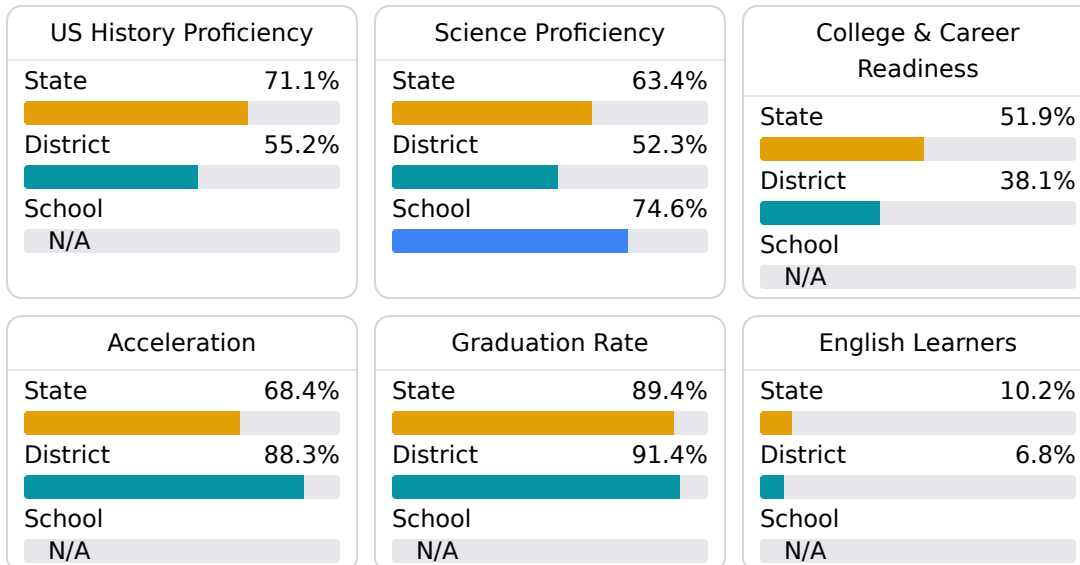 US History Proficiency
State 71.1%
District 55.2%
School
N/A
Science Proficiency
State 63.4%
District 52.3%
School 74.6%
College & Career
Readiness
State 51.9%
District 38.1%
School
N/A
Acceleration
State 68.4%
District 88.3%
School
N/A
Graduation Rate
State 89.4%
District 91.4%
School
N/A
English Learners
State 10.2%
District 6.8%
School
N/A